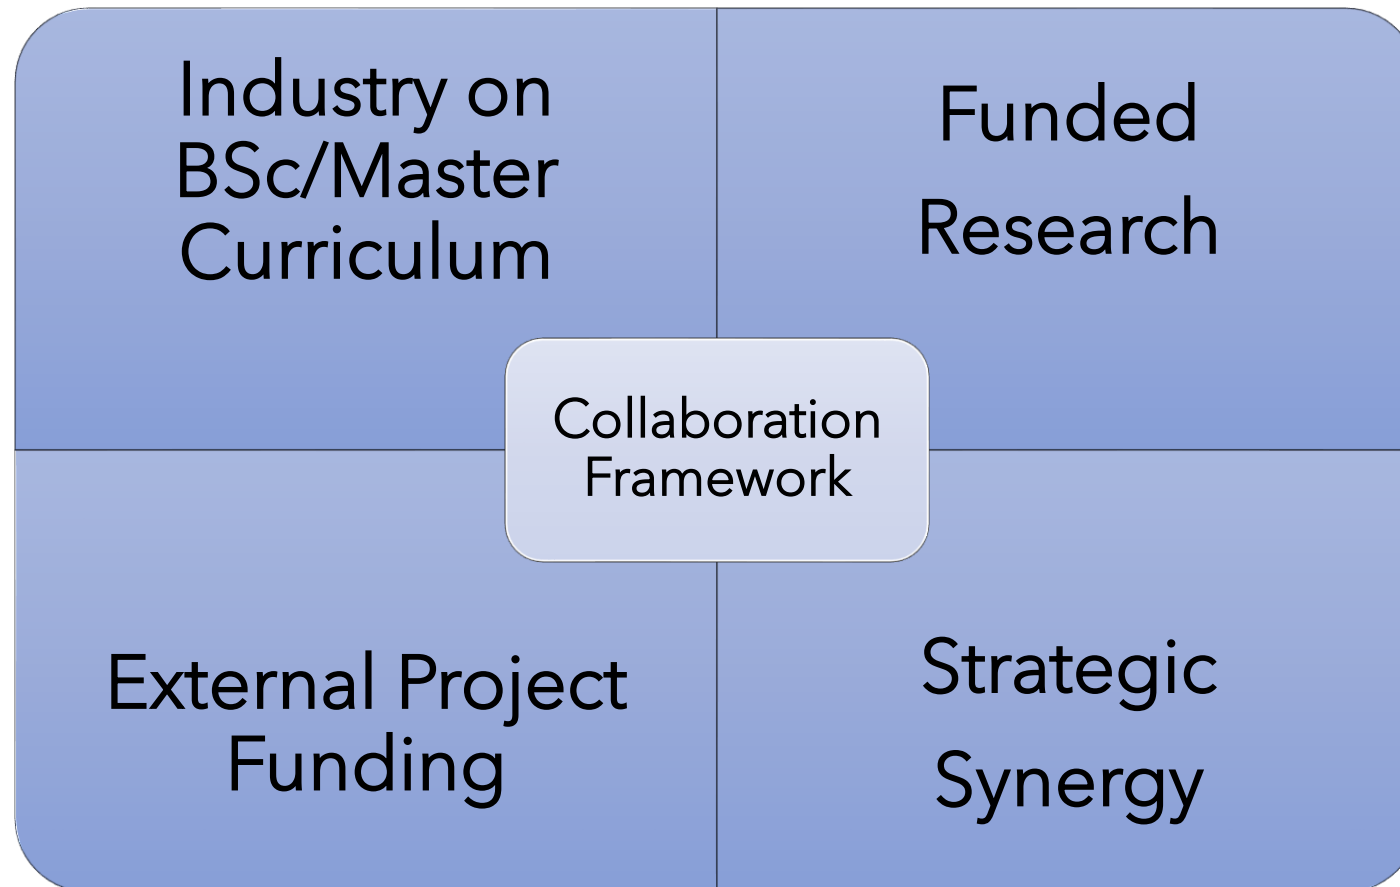 Industry on
BSc/Master
Curriculum
Funded
Research
Collaboration
Framework
External Project
Funding
Strategic
Synergy